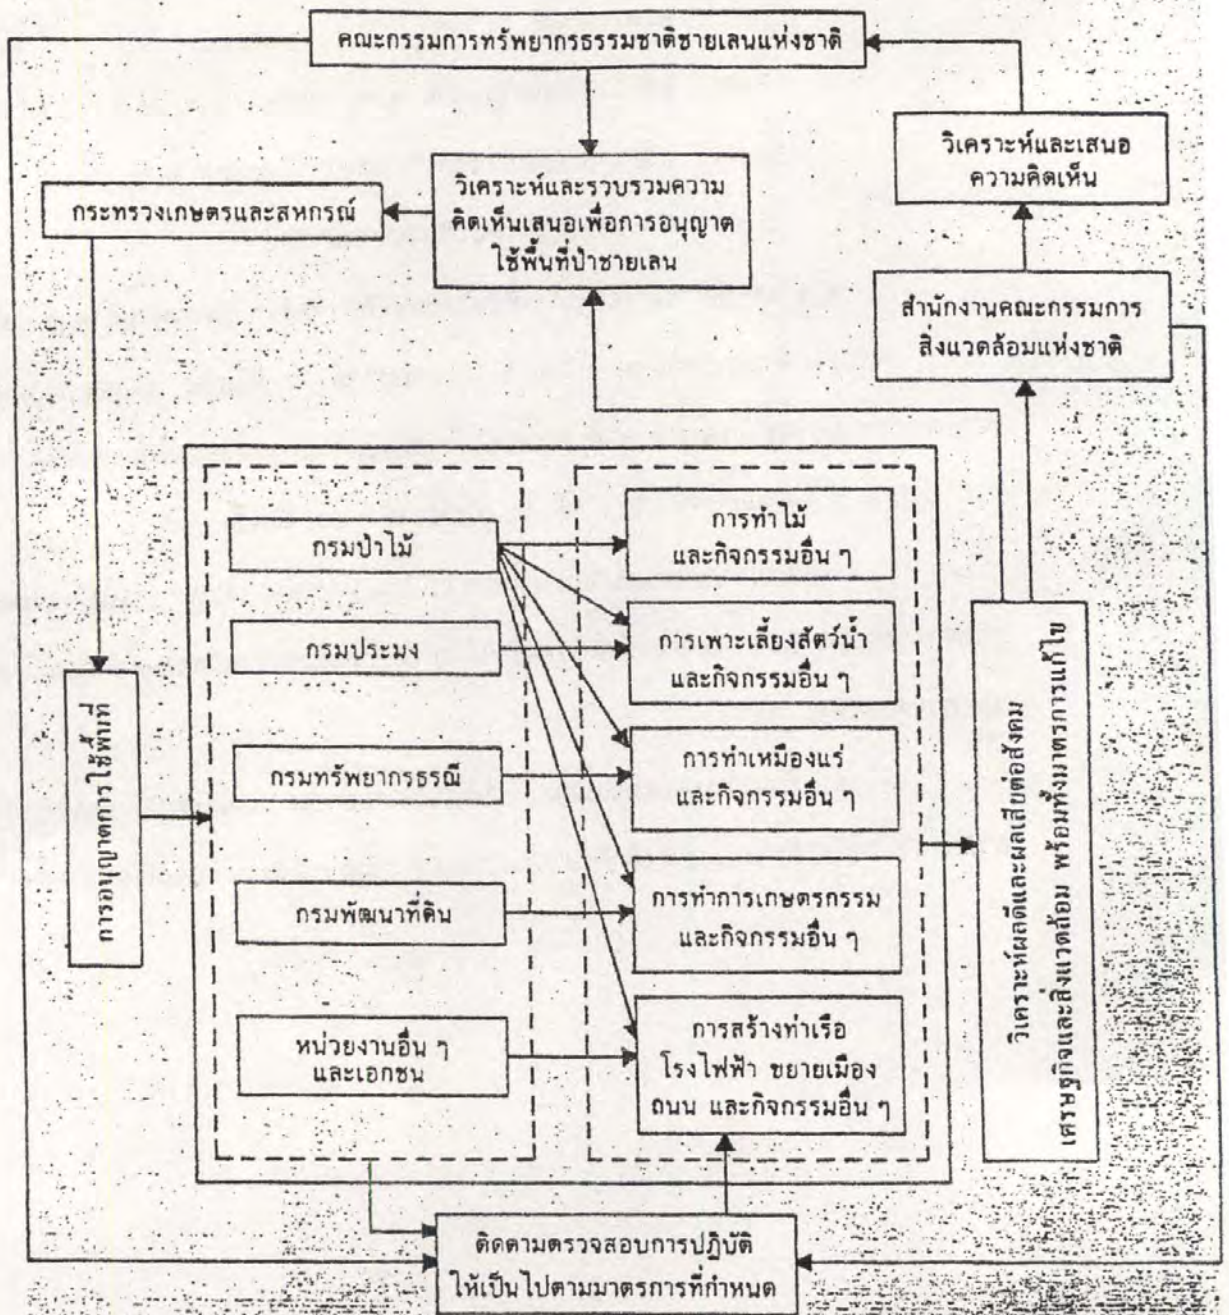 คณะกรรมการทรัพยากรธรรมชาติชายเลนแห่งชาติ
วิเคราะห์และเสนอ
ความคิดเห็น
วิเคราะห์และรวบรวมความ
คิดเห็นเสนอเพื่อการอนุญาต
ใช้พื้นที่ป่าชายเลน
กระทรวงเกษตรและสหกรณ์
สำนักงานคณะกรรมการ
สิ่งแวดล้อมแห่งชาติ
การอนุญาตการใช้พื้นที่
กรมป่าไม้
กรมประมง
กรมทรัพยากรธรณี
กรมพัฒนาที่ดิน
หน่วยงานอื่น ๆ
และเอกชน
การทำไม้
และกิจกรรมอื่น ๆ
การเพาะเลี้ยงสัตว์น้ำ
และกิจกรรมอื่น ๆ
การทำเหมืองแร่
และกิจกรรมอื่น ๆ
การทำการเกษตรกรรม
และกิจกรรมอื่น ๆ
การสร้างท่าเรือ
โรงไฟฟ้า ขยายเมือง
ถนน และกิจกรรมอื่น ๆ
วิเคราะห์ผลดีและผลเสียต่อสังคม
เศรษฐกิจและสิ่งแวดล้อม พร้อมทั้งมาตรการแก้ไข
ติดตามตรวจสอบการปฏิบัติ
ให้เป็นไปตามมาตรการที่กำหนด